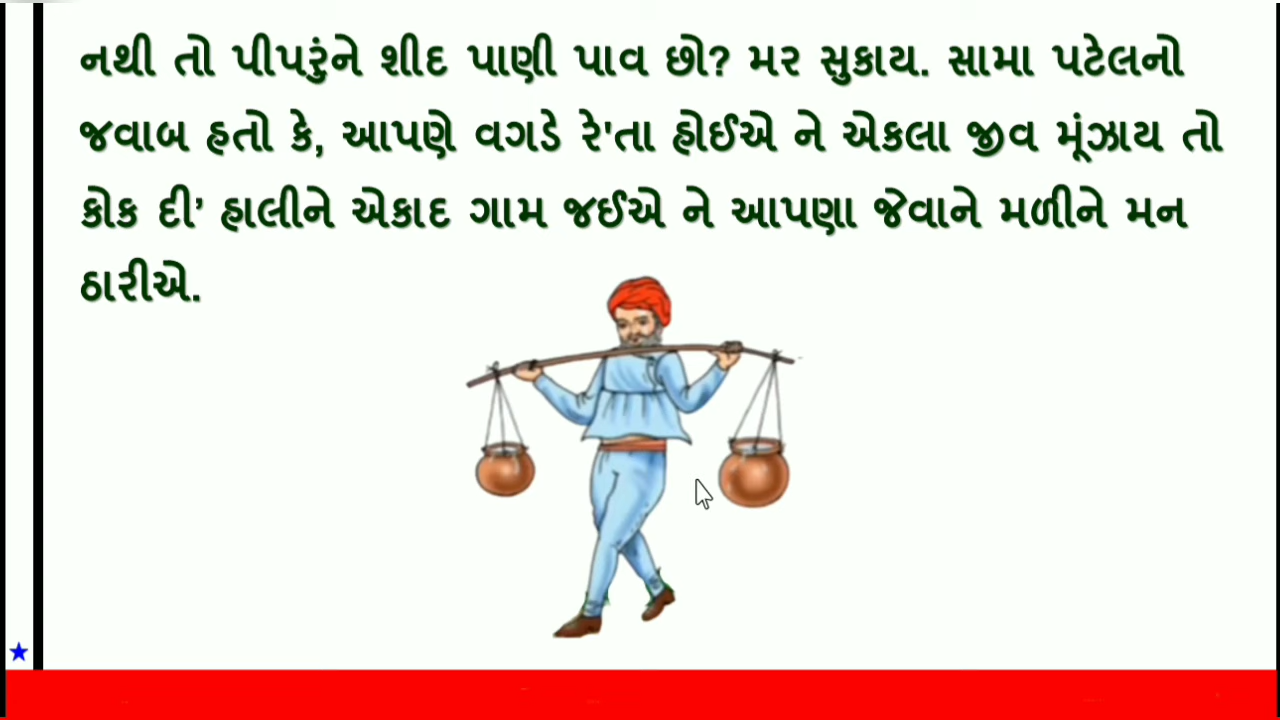 નથી તો પીપરુંને શીદ પાણી પાવ છો? મર સુકાય. સામા પટેલનો
જવાબ હતો કે, આપણે વગડે રે'તા હોઈએ ને એકલા જીવ મૂંઝાય તો
કોક દી’ હાલીને એકાદ ગામ જઈએ ને આપણા જેવાને મળીને મન
ઠારીએ.